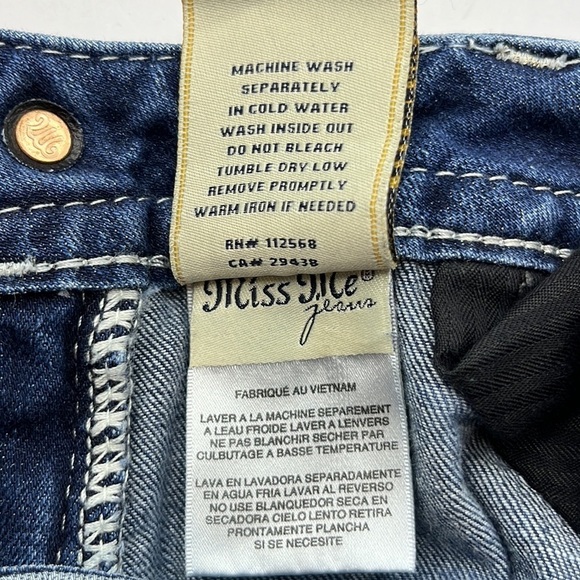 MACHINE WASH
SEPARATELY
IN COLD WATER
WASH INSIDE OUT
DO NOT BLEACH
TUMBLE DRY LOW
REMOVE PROMPTLY
WARM IRON IF NEEDED
RN# 112568
CA# 29438
Miss Me®
jeans
FABRIQUÉ AU VIETNAM
LAVER A LA MACHINE SEPAREMENT
A LEAU FROIDE LAVER A LENVERS
NE PAS BLANCHIR SECHER PAR
CULBUTAGE A BASSE TEMPERATURE
LAVA EN LAVADORA SEPARADAMENTE
EN AGUA FRIA LAVAR AL REVERSO
NO USE BLANQUEDOR SECA EN
SECADORA CIELO LENTO RETIRA
PRONTAMENTE PLANCHA
SI SE NECESITE